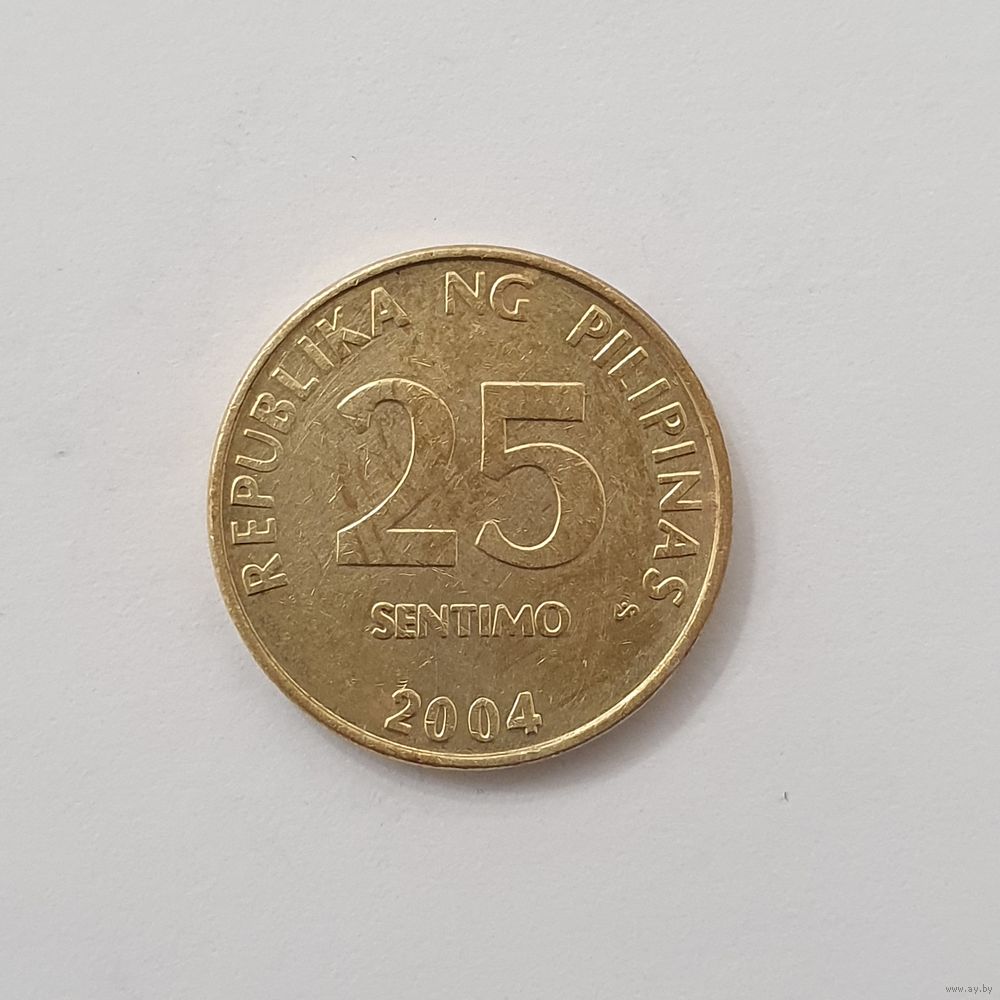 REPUBLIKA NG PILIPINAS
25
SENTIMO
2004
www.ay.by